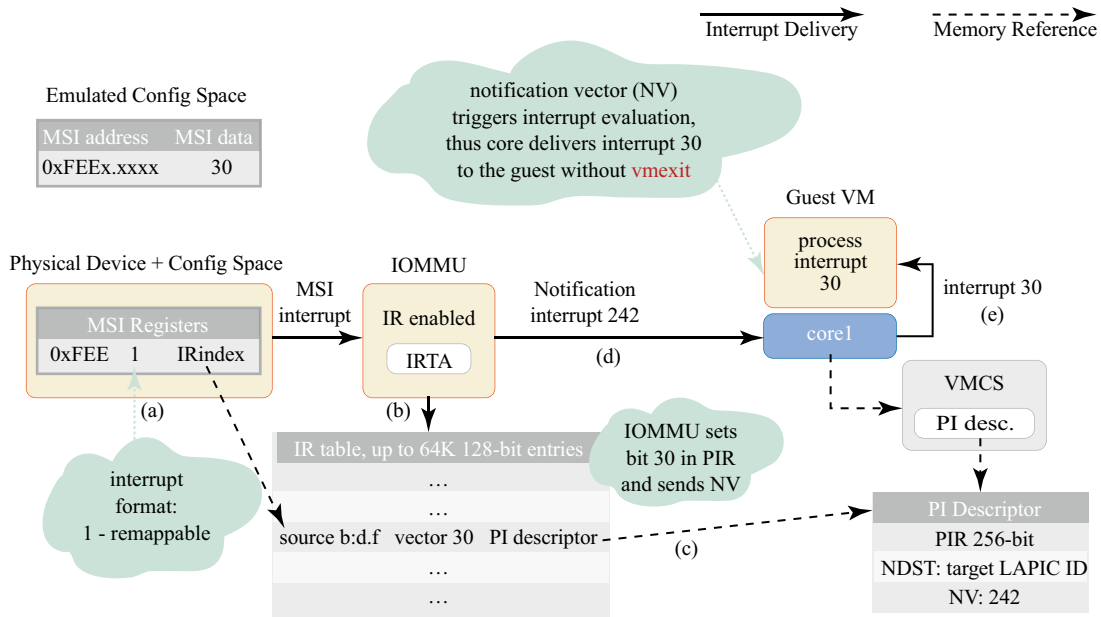 Interrupt Delivery
Memory Reference
Emulated Config Space
MSI address MSI data
0xFEEx.xxxx 30
notification vector (NV)
triggers interrupt evaluation,
thus core delivers interrupt 30
to the guest without vmexit
Guest VM
process
interrupt
30
Physical Device + Config Space
MSI Registers
0xFEE 1 IRindex
(a)
MSI
interrupt
IOMMU
IR enabled
IRTA
(b)
Notification
interrupt 242
(d)
core1
interrupt 30
(e)
VMCS
PI desc.
interrupt
format:
1 - remappable
IR table, up to 64K 128-bit entries
…
…
source b:d.f vector 30 PI descriptor
…
…
IOMMU sets
bit 30 in PIR
and sends NV
(c)
PI Descriptor
PIR 256-bit
NDST: target LAPIC ID
NV: 242